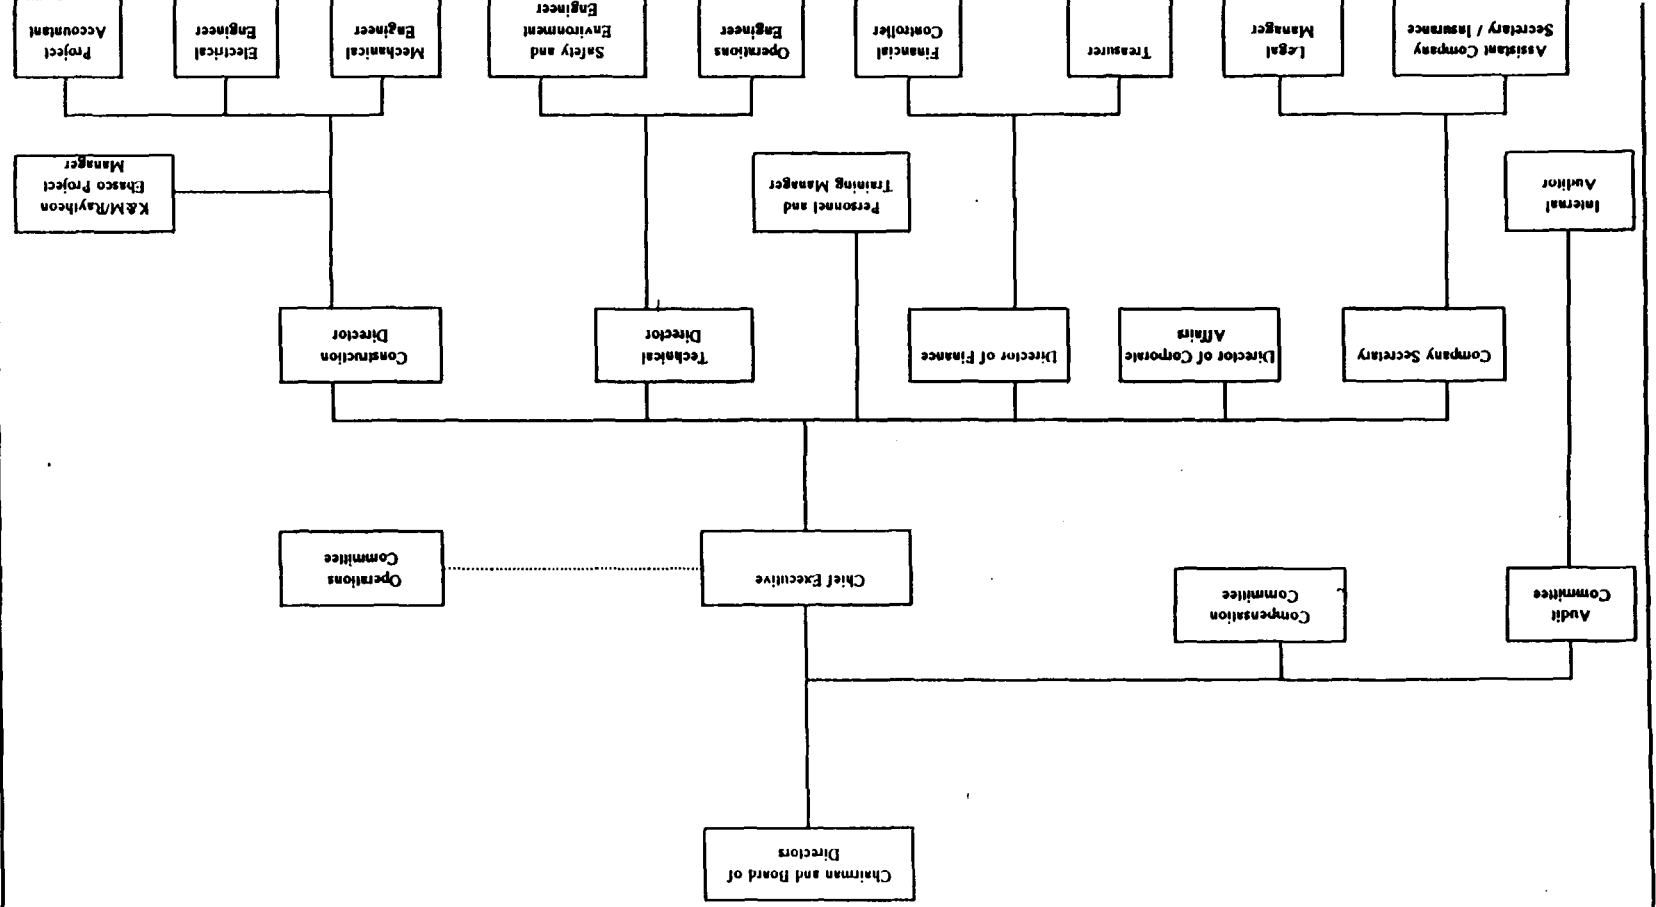 Chairman and Board of
Directors
Audit
Committee
Compensation
Committee
Chief Executive
Operations
Committee
Company Secretary
Director of Corporate
Affairs
Director of Finance
Technical
Director
Construction
Director
Internal
Auditor
Personnel and
Training Manager
K&M/Raytheon
Ebasco Project
Manager
Assistant Company
Secretary / Insurance
Legal
Manager
Treasurer
Financial
Controller
Operations
Engineer
Safety and
Environment
Engineer
Mechanical
Engineer
Electrical
Engineer
Project
Accountant